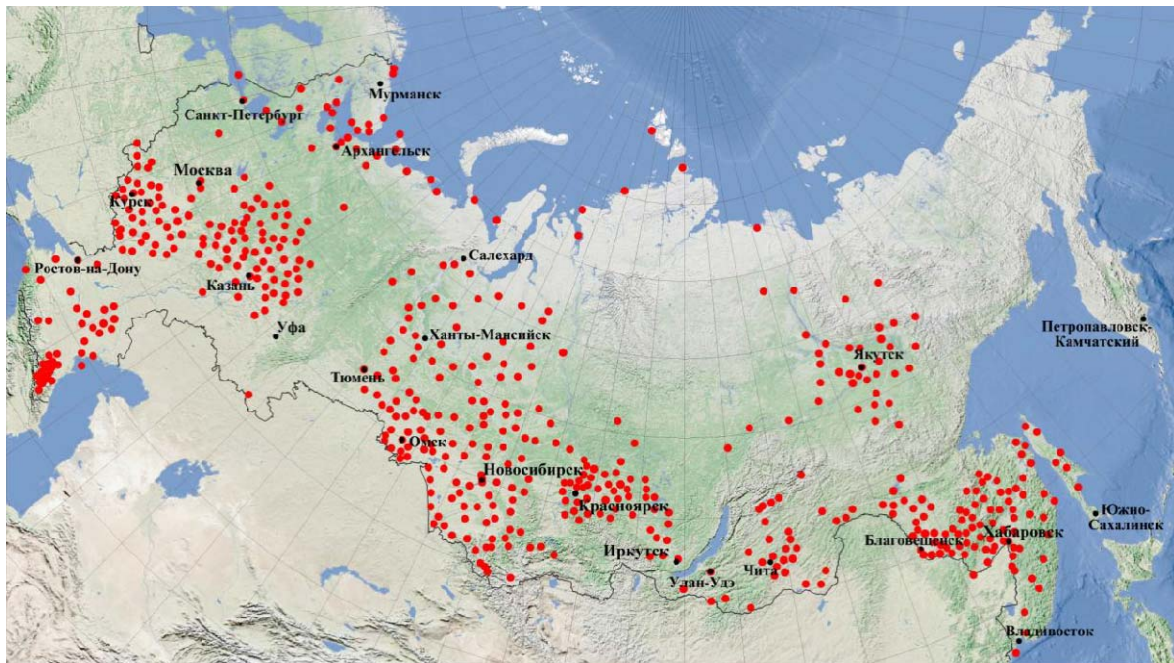 Мурманск
Санкт-Петербург
Архангельск
Москва
Курск
Салехард
Ростов-на-Дону
Казань
Уфа
Ханты-Мансийск
Петропавловск-
Камчатский
Якутск
Тюмень
Омск
Новосибирск
Красноярск
Южно-
Сахалинск
Хабаровск
Благовещенск
Иркутск
Чита
Улан-Удэ
Владивосток